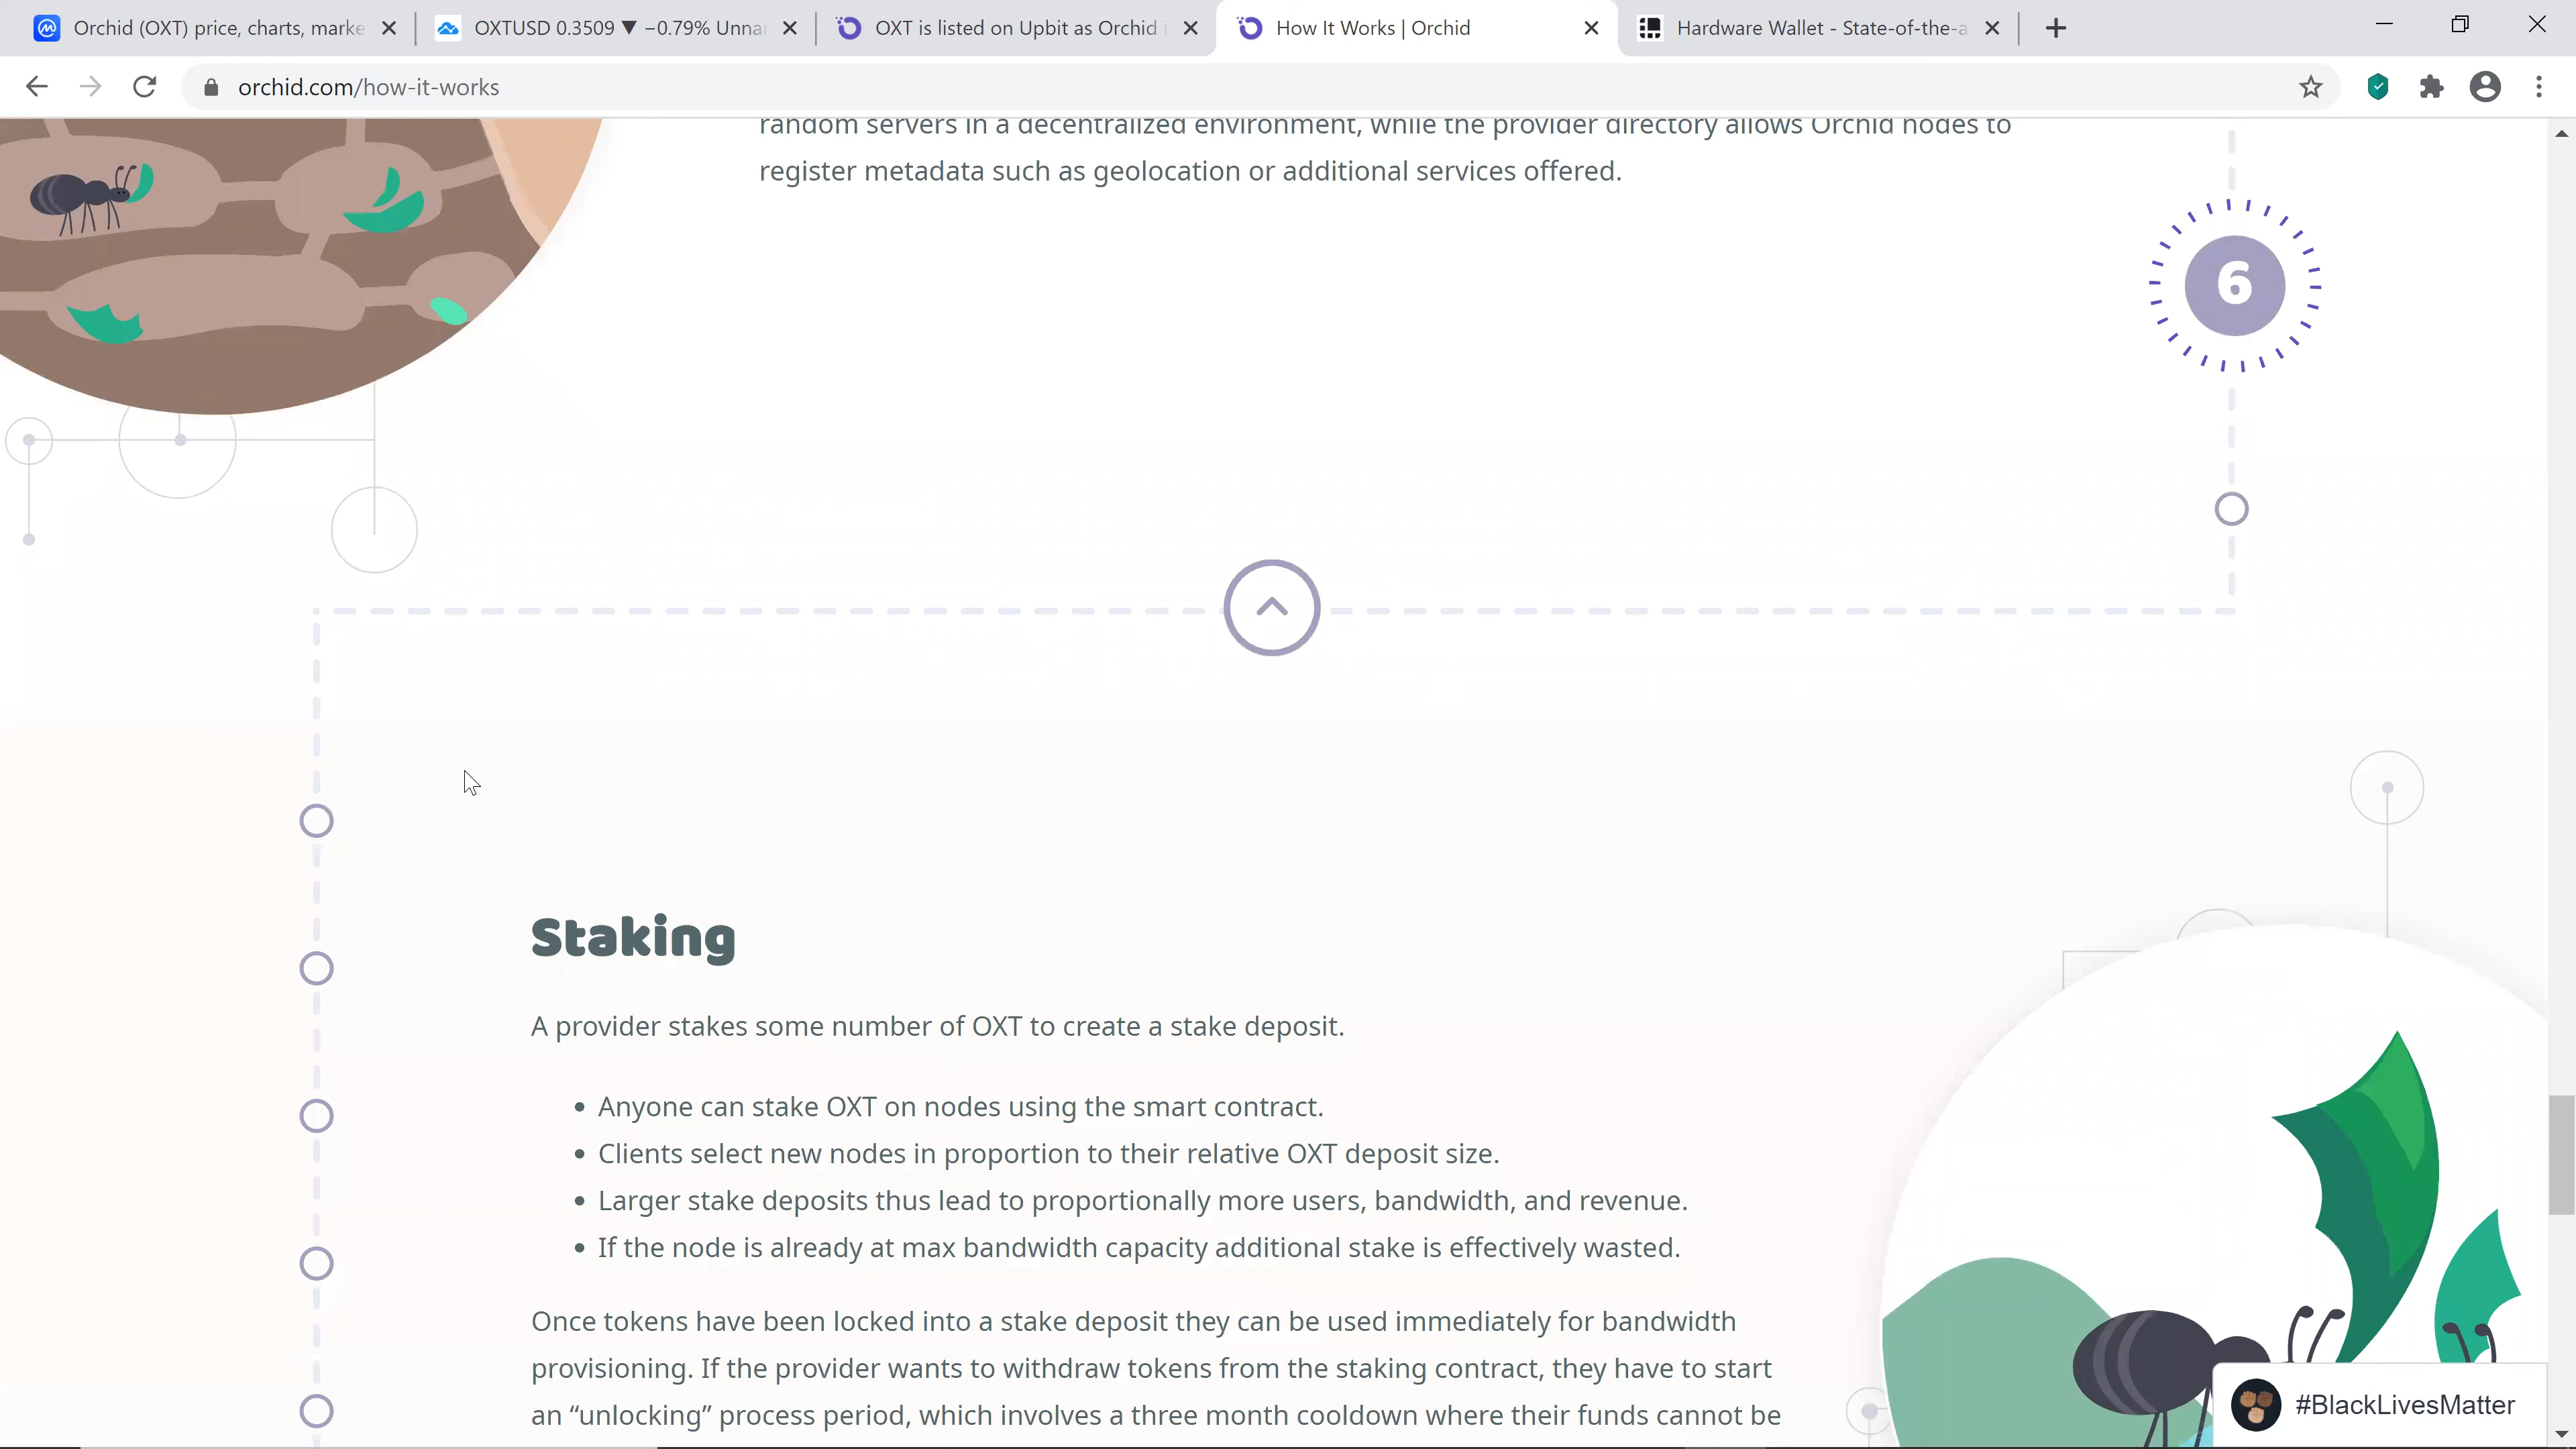 Orchid (OXT) price, charts, marke
OXTUSD 0.3509 ▼ −0.79% Unnar
OXT is listed on Upbit as Orchid i
How It Works | Orchid
Hardware Wallet - State-of-the-a
orchid.com/how-it-works
random servers in a decentralized environment, while the provider directory allows Orchid nodes to
register metadata such as geolocation or additional services offered.
6
Staking
A provider stakes some number of OXT to create a stake deposit.
• Anyone can stake OXT on nodes using the smart contract.
• Clients select new nodes in proportion to their relative OXT deposit size.
• Larger stake deposits thus lead to proportionally more users, bandwidth, and revenue.
• If the node is already at max bandwidth capacity additional stake is effectively wasted.
Once tokens have been locked into a stake deposit they can be used immediately for bandwidth
provisioning. If the provider wants to withdraw tokens from the staking contract, they have to start
an “unlocking” process period, which involves a three month cooldown where their funds cannot be
#BlackLivesMatter